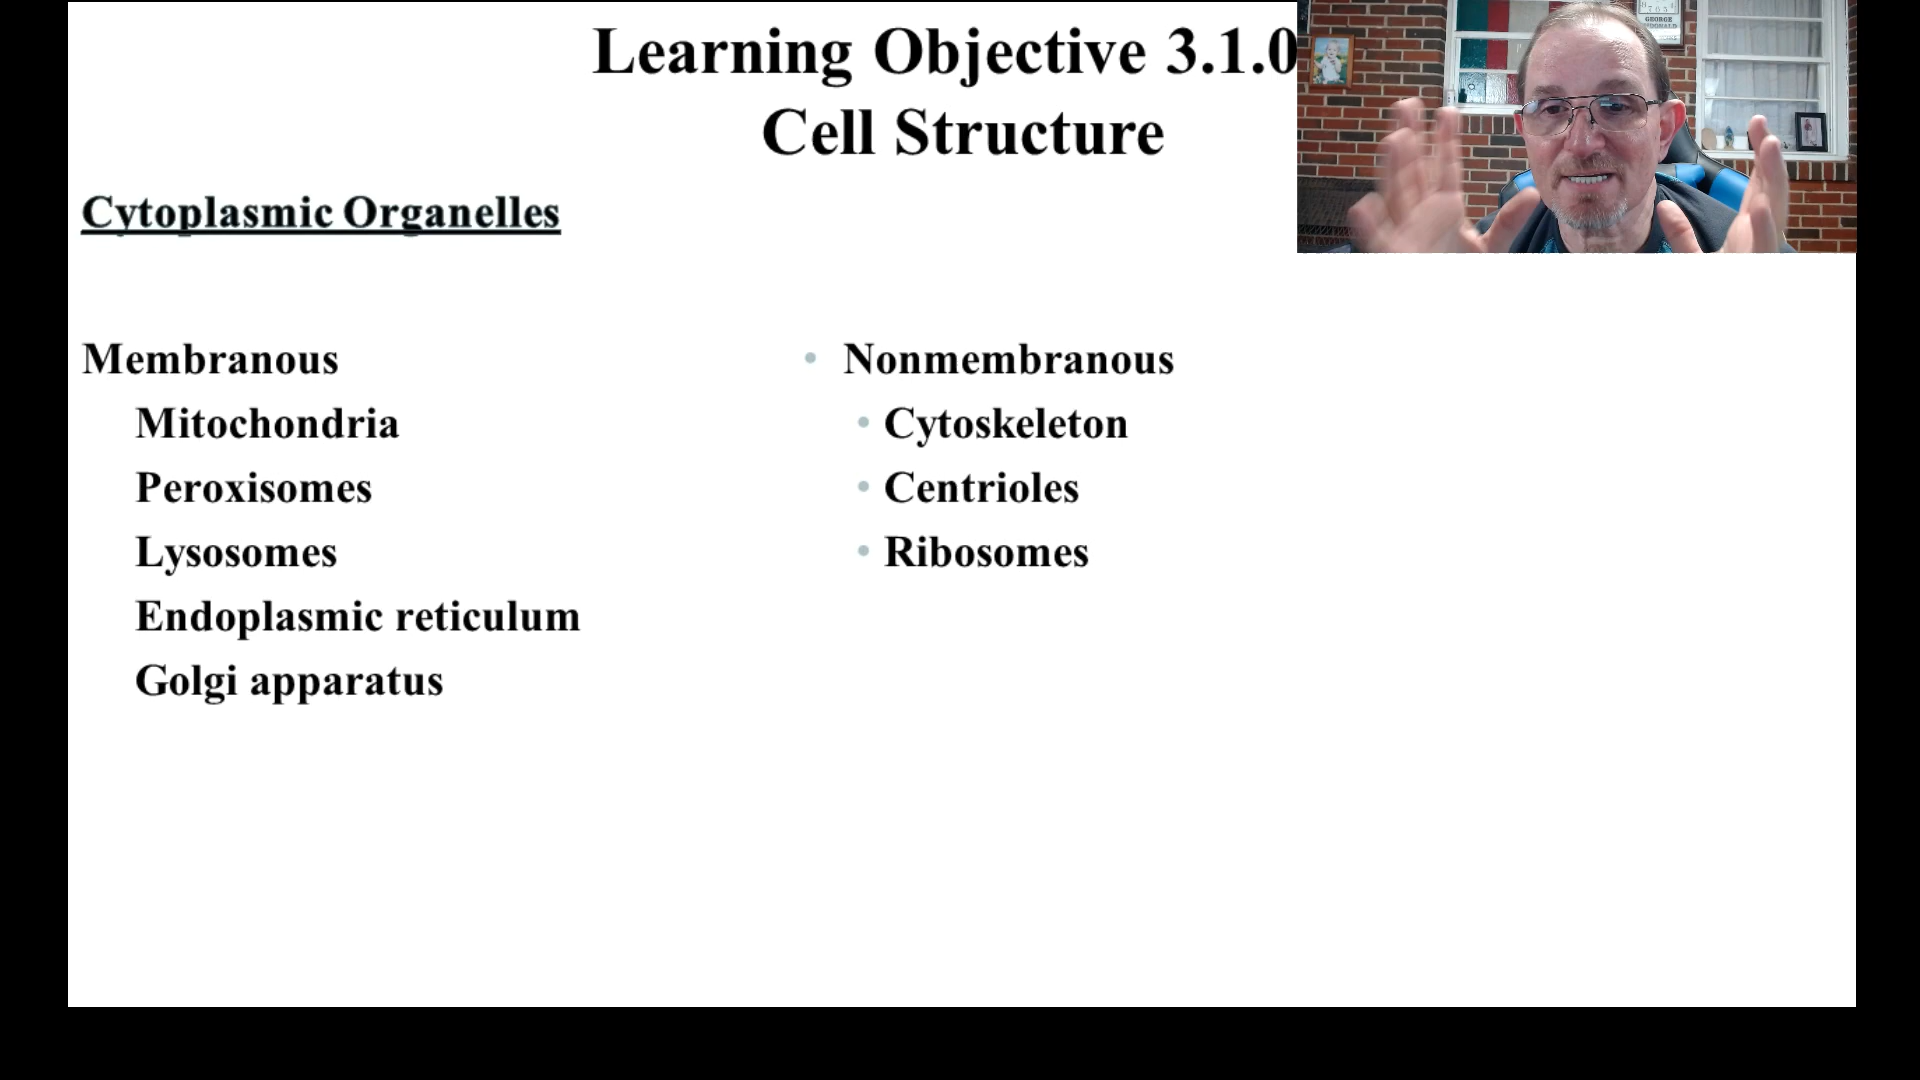 Learning Objective 3.1.0
Cell Structure
GEORGE
Cytoplasmic Organelles
Membranous
Mitochondria
Peroxisomes
Lysosomes
Endoplasmic reticulum
Golgi apparatus
• Nonmembranous
• Cytoskeleton
• Centrioles
• Ribosomes